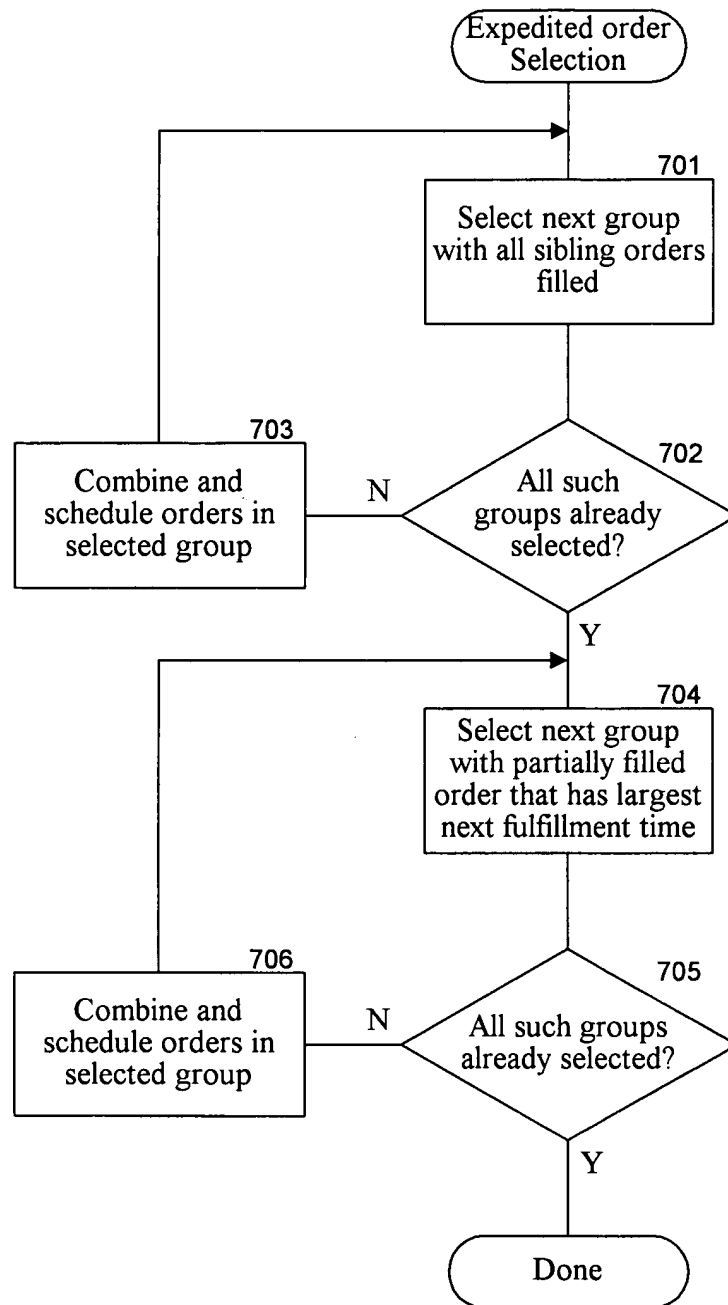 Expedited order
Selection
701
Select next group
with all sibling orders
filled
703
Combine and
schedule orders in
selected group
N
702
All such
groups already
selected?
Y
704
Select next group
with partially filled
order that has largest
next fulfillment time
706
Combine and
schedule orders in
selected group
N
705
All such groups
already selected?
Y
Done